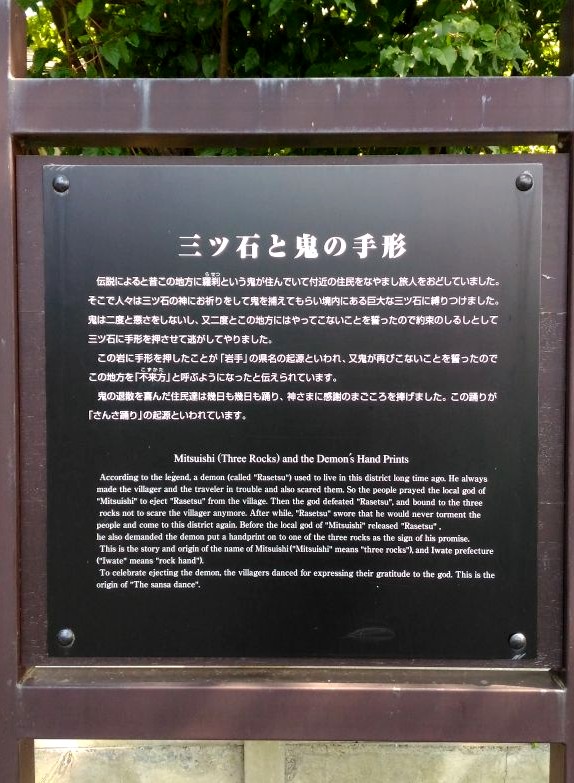 三ツ石と鬼の手形
伝説によると昔この地方に羅刹という鬼が住んでいて付近の住民をなやまし旅人をおどしていました。
そこで人々は三ツ石の神にお祈りをして鬼を捕えてもらい境内にある巨大な三ツ石に縛りつけました。
鬼は二度と悪さをしないし、又二度とこの地方にはやってこないことを誓ったので約束のしるしとして
三ツ石に手形を押させて逃がしてやりました。
この岩に手形を押したことが「岩手」の県名の起源といわれ、又鬼が再びこないことを誓ったので
この地方を「不来方」と呼ぶようになったと伝えられています。
鬼の退散を喜んだ住民達は幾日も幾日も踊り、神さまに感謝のまごころを捧げました。この踊りが
「さんさ踊り」の起源といわれています。
Mitsuishi (Three Rocks) and the Demon's Hand Prints
According to the legend, a demon (called "Rasetsu") used to live in this district long time ago. He always
made the villager and the traveler in trouble and also scared them. So the people prayed the local god of
"Mitsuishi" to eject "Rasetsu" from the village. Then the god defeated "Rasetsu", and bound to the three
rocks not to scare the villager anymore. After while, "Rasetsu" swore that he would never torment the
people and come to this district again. Before the local god of "Mitsuishi" released "Rasetsu" ,
he also demanded the demon put a handprint on to one of the three rocks as the sign of his promise.
This is the story and origin of the name of Mitsuishi ("Mitsuishi" means "three rocks"), and Iwate prefecture
("Iwate" means "rock hand").
To celebrate ejecting the demon, the villagers danced for expressing their gratitude to the god. This is the
origin of "The sansa dance".